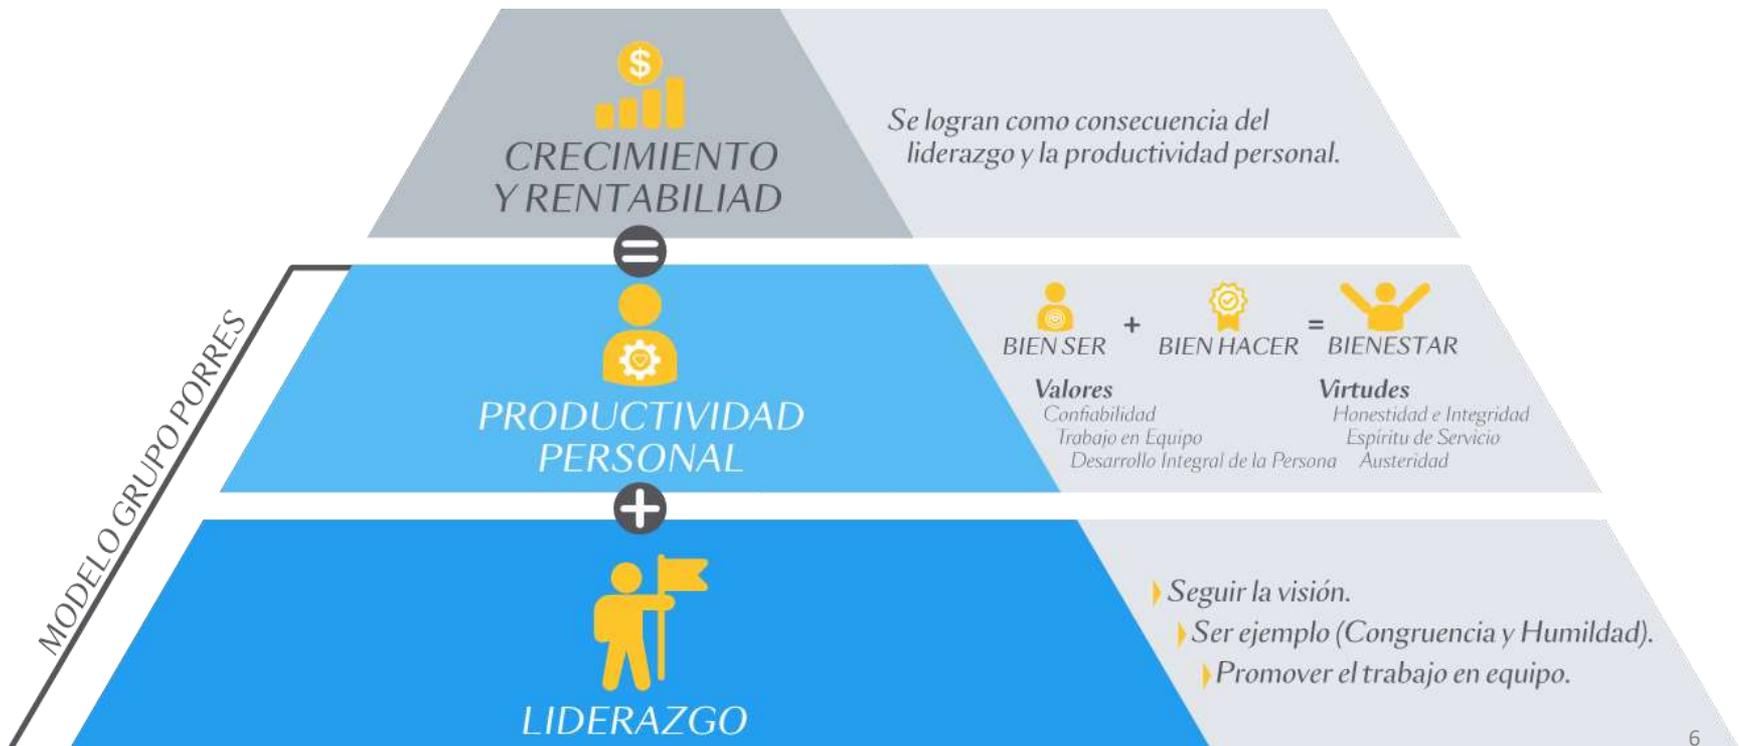 $
CRECIMIENTO
Y RENTABILIAD
Se logran como consecuencia del
liderazgo y la productividad personal.
=
MODELO GRUPO PORRES
PRODUCTIVIDAD
PERSONAL
BIEN SER + BIEN HACER = BIENESTAR
Valores
Confiabilidad
Trabajo en Equipo
Desarrollo Integral de la Persona
Virtudes
Honestidad e Integridad
Espíritu de Servicio
Austeridad
+
LIDERAZGO
Seguir la visión.
Ser ejemplo (Congruencia y Humildad).
Promover el trabajo en equipo.
6